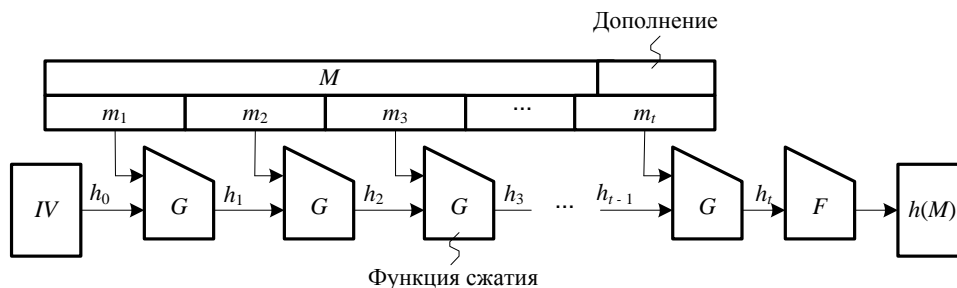 Дополнение
M
m1 m2 m3 ... mt
IV h0 G h1 G h2 G h3 ... ht - 1 G ht F h(M)
Функция сжатия